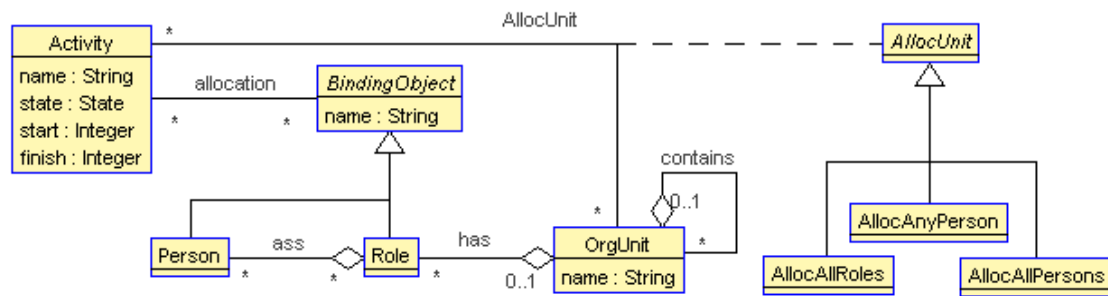 AllocUnit
Activity
*
AllocUnit
name : String
state : State
start : Integer
finish : Integer
allocation
*
*
BindingObject
name : String
contains
0..1
*
*
AllocAnyPerson
Person
ass
*
*
Role
has
*
0..1
OrgUnit
name : String
AllocAllRoles
AllocAllPersons